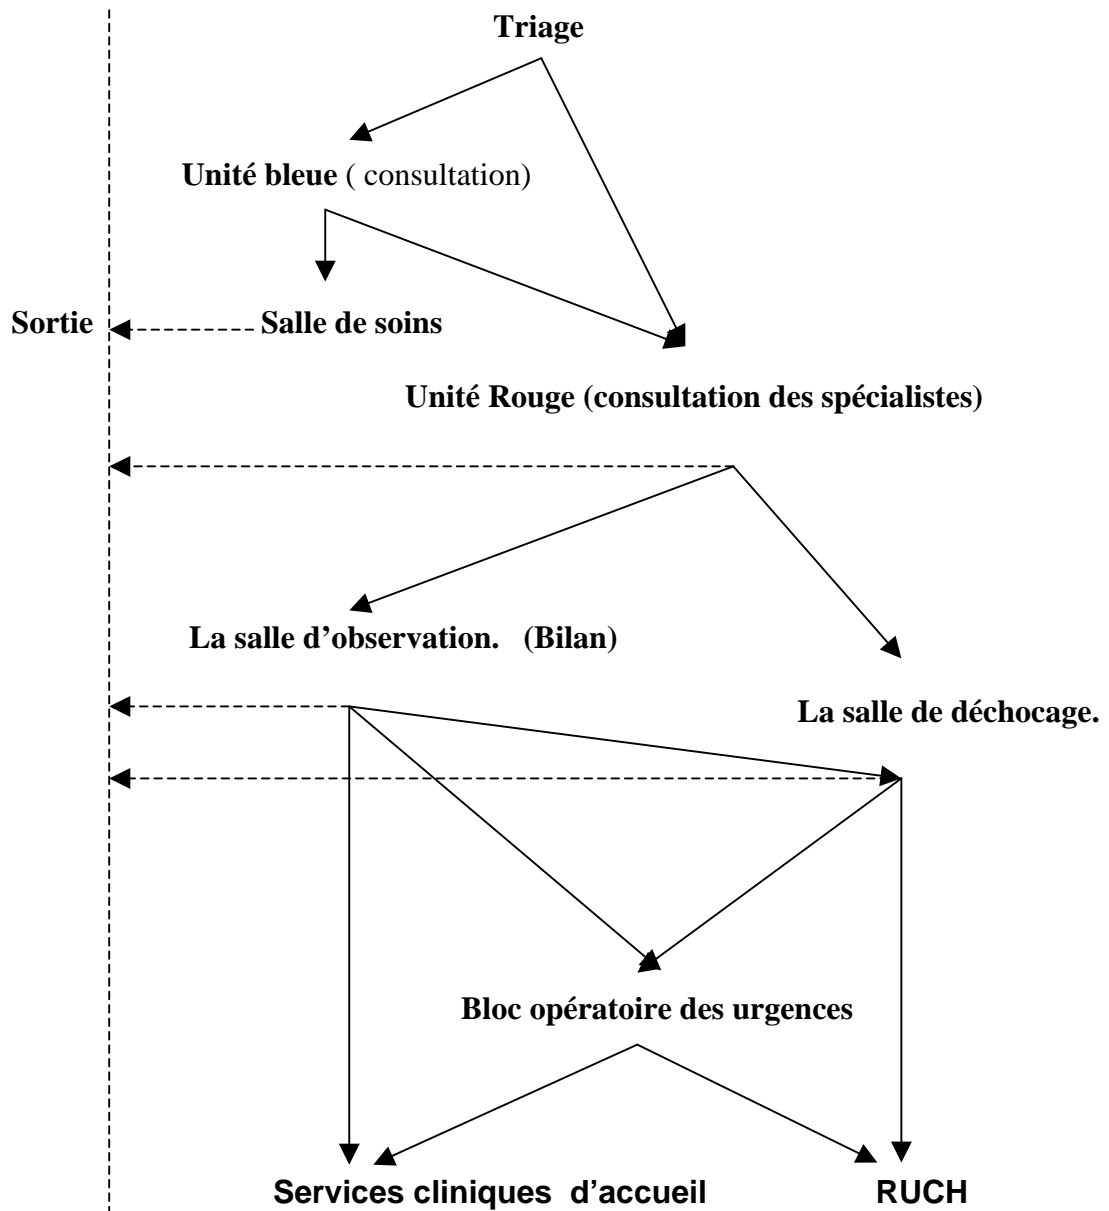 Triage
Unité bleue ( consultation)
Sortie
Salle de soins
Unité Rouge (consultation des spécialistes)
La salle d’observation. (Bilan)
La salle de déchocage.
Bloc opératoire des urgences
Services cliniques d’accueil
RUCH